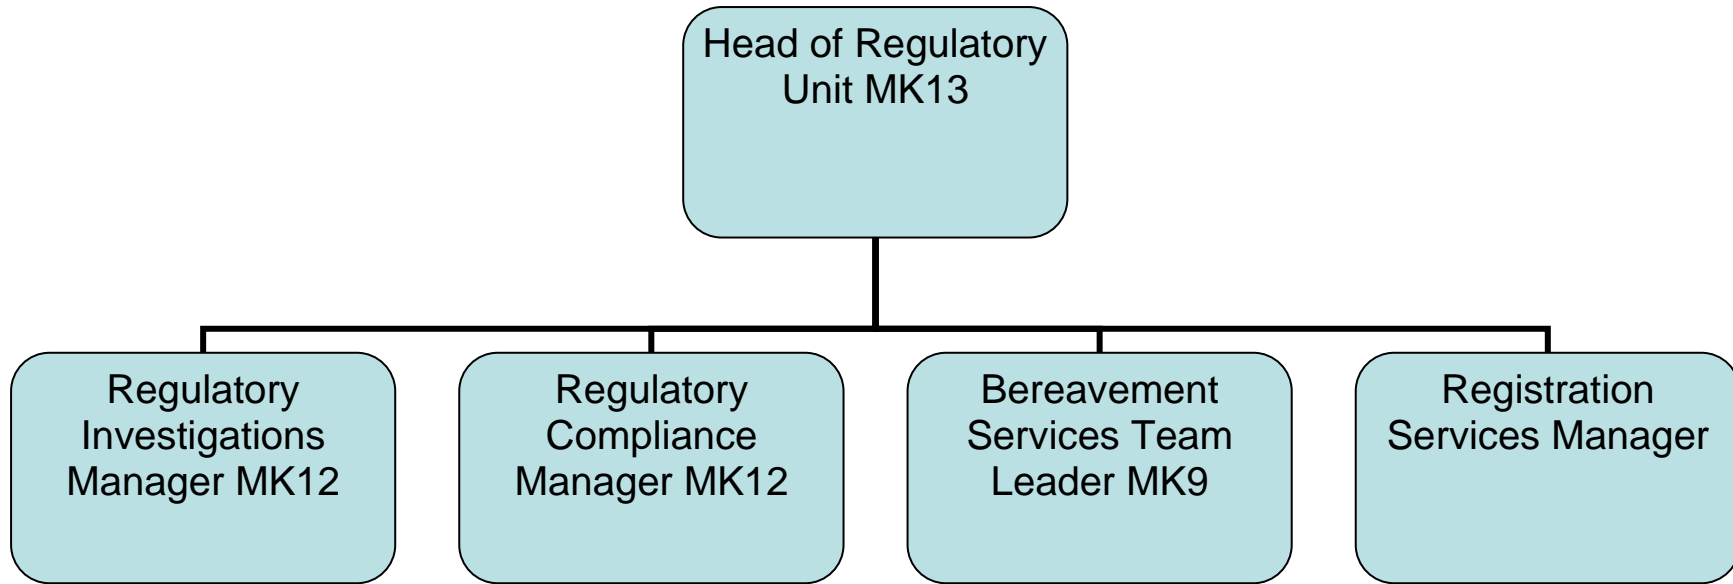 Head of Regulatory
Unit MK13
Regulatory
Investigations
Manager MK12
Regulatory
Compliance
Manager MK12
Bereavement
Services Team
Leader MK9
Registration
Services Manager